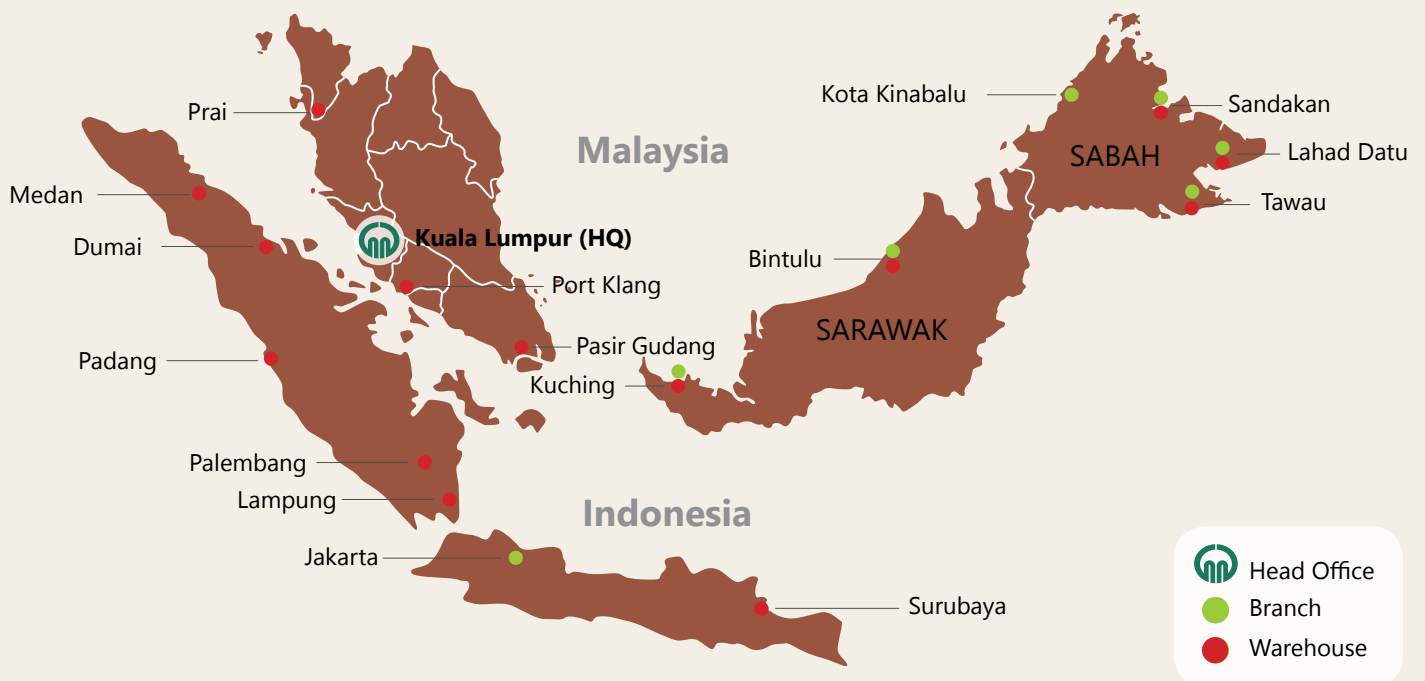 Kota Kinabalu
Sandakan
Prai
Malaysia
SABAH
Lahad Datu
Medan
Tawau
Kuala Lumpur (HQ)
Dumai
Bintulu
Port Klang
SARAWAK
Pasir Gudang
Padang
Kuching
Palembang
Lampung
Indonesia
Jakarta
Head Office
Branch
Surubaya
Warehouse